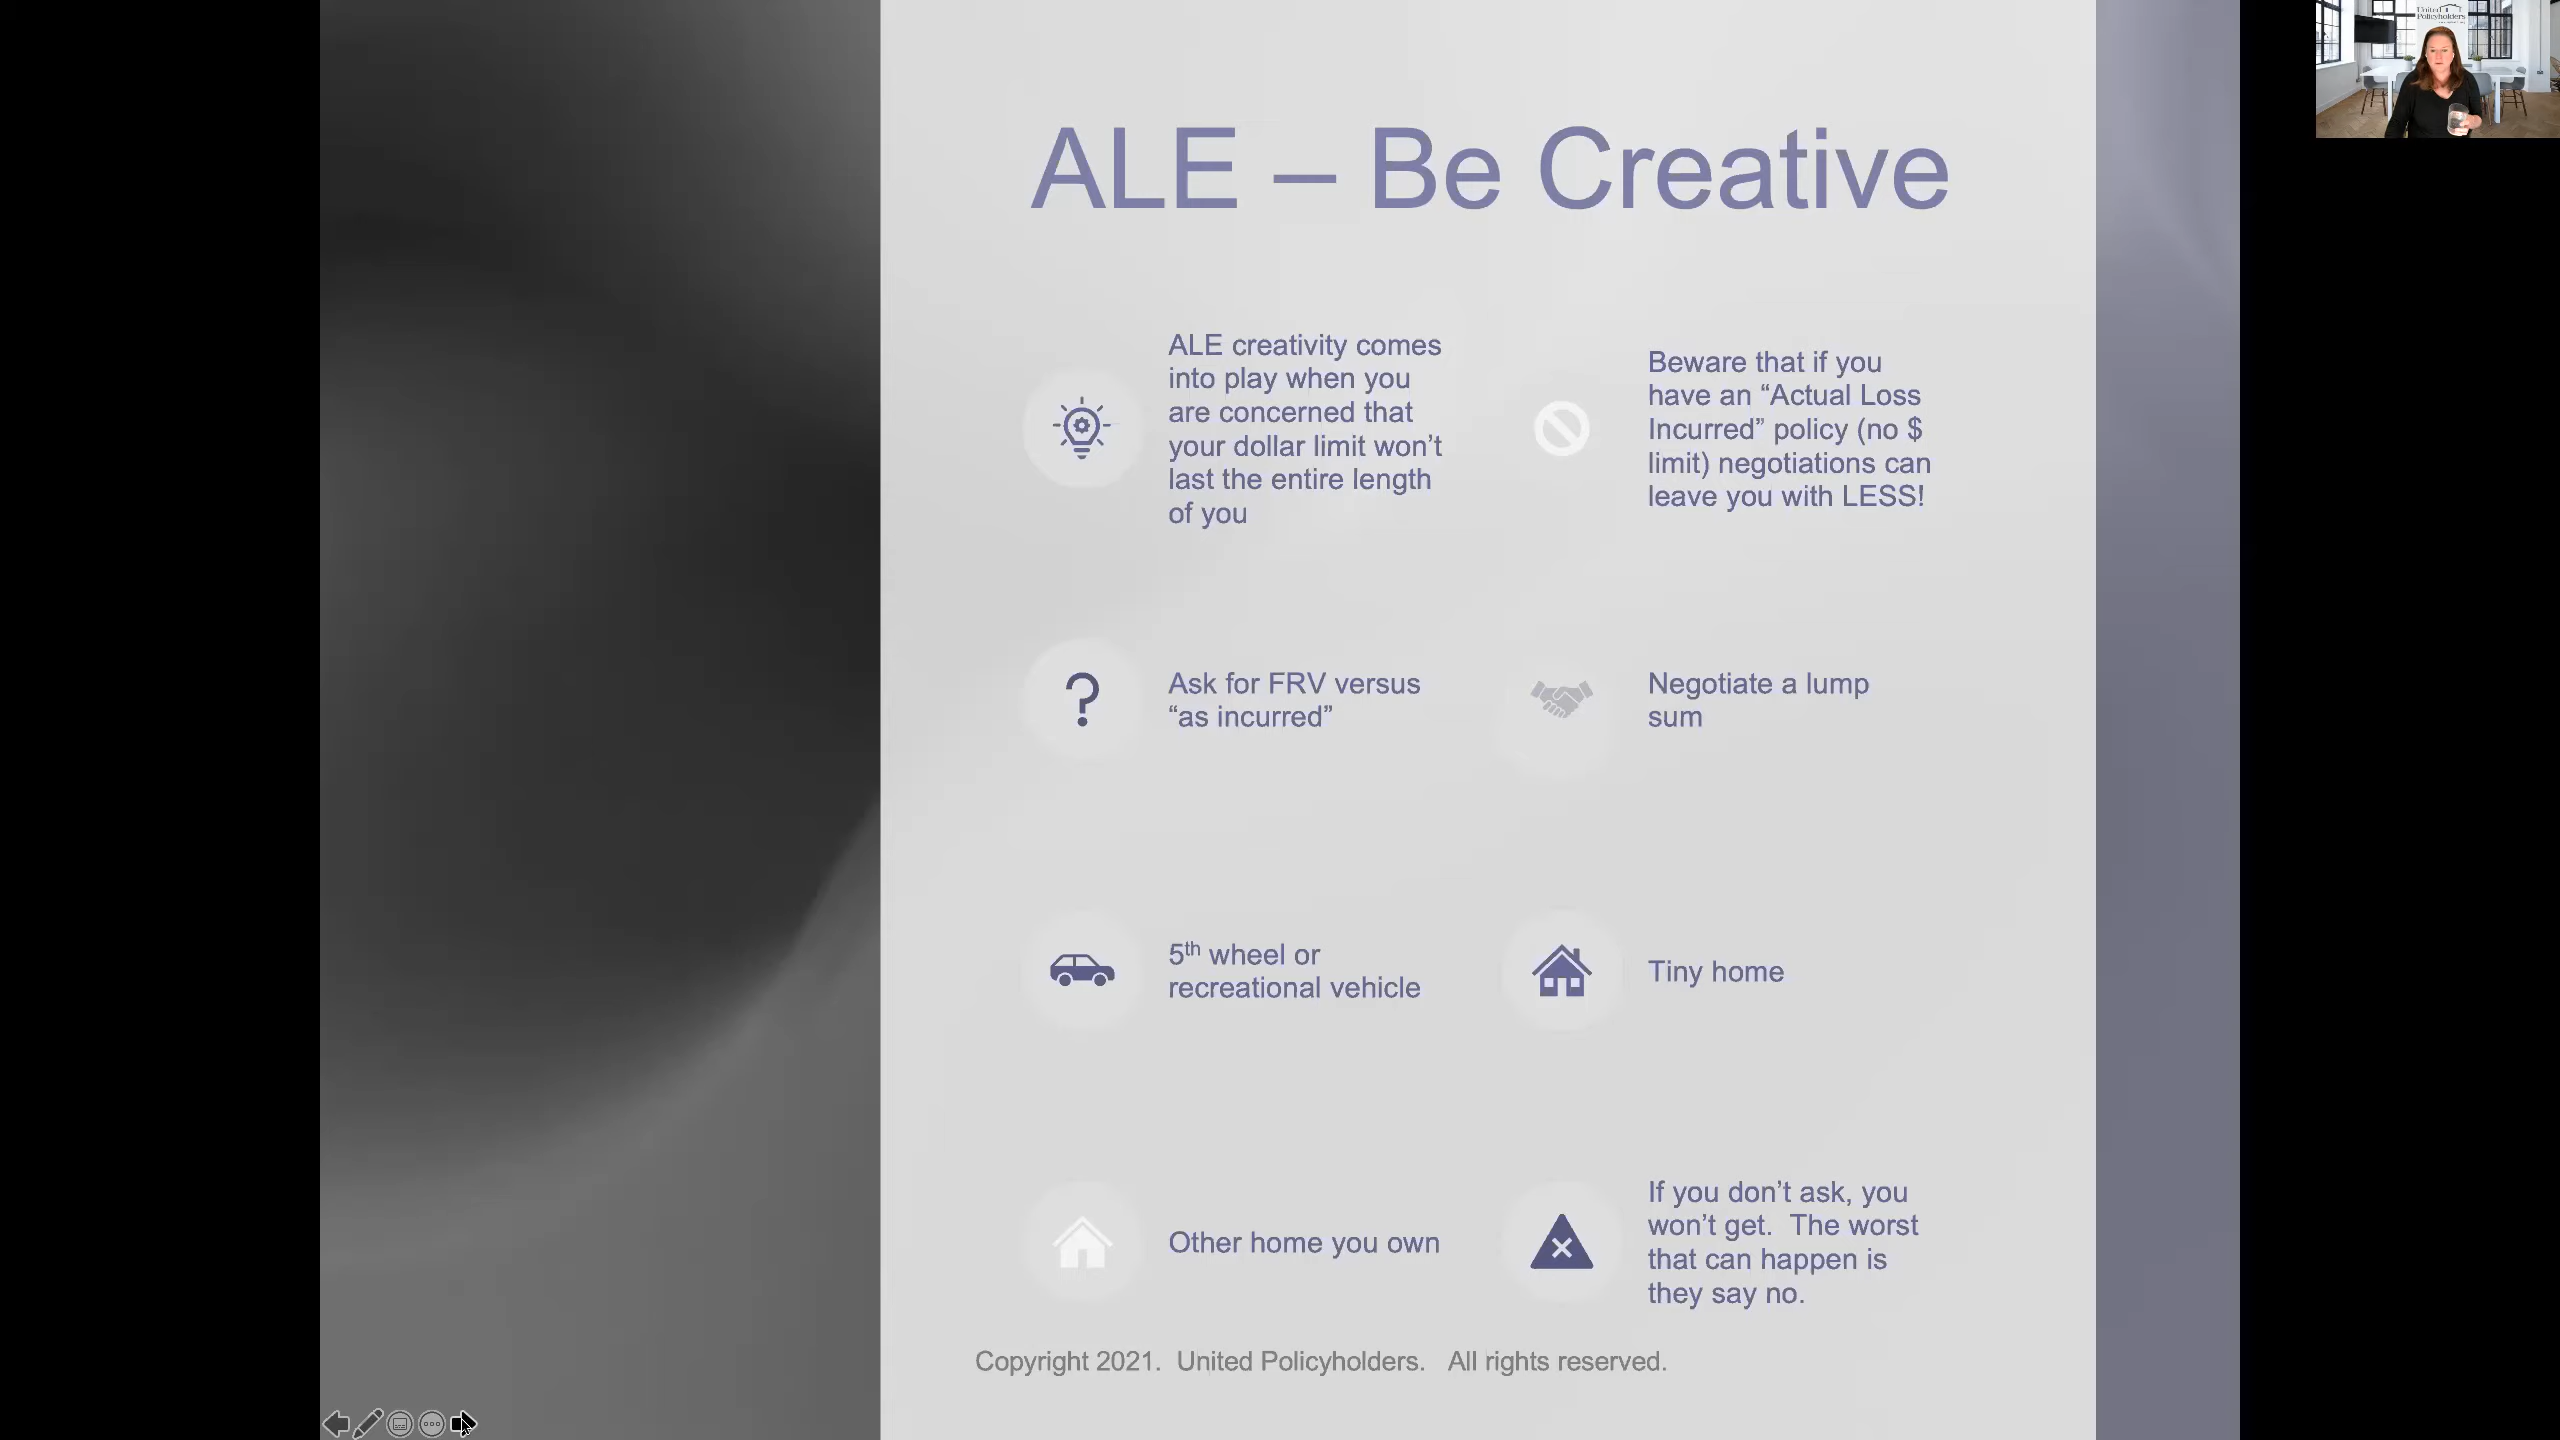 ALE – Be Creative
ALE creativity comes
into play when you
are concerned that
your dollar limit won’t
last the entire length
of you
Beware that if you
have an “Actual Loss
Incurred” policy (no $
limit) negotiations can
leave you with LESS!
Ask for FRV versus
“as incurred”
Negotiate a lump
sum
5th wheel or
recreational vehicle
Tiny home
Other home you own
If you don’t ask, you
won’t get.  The worst
that can happen is
they say no.
Copyright 2021.  United Policyholders.   All rights reserved.
United
Policyholders